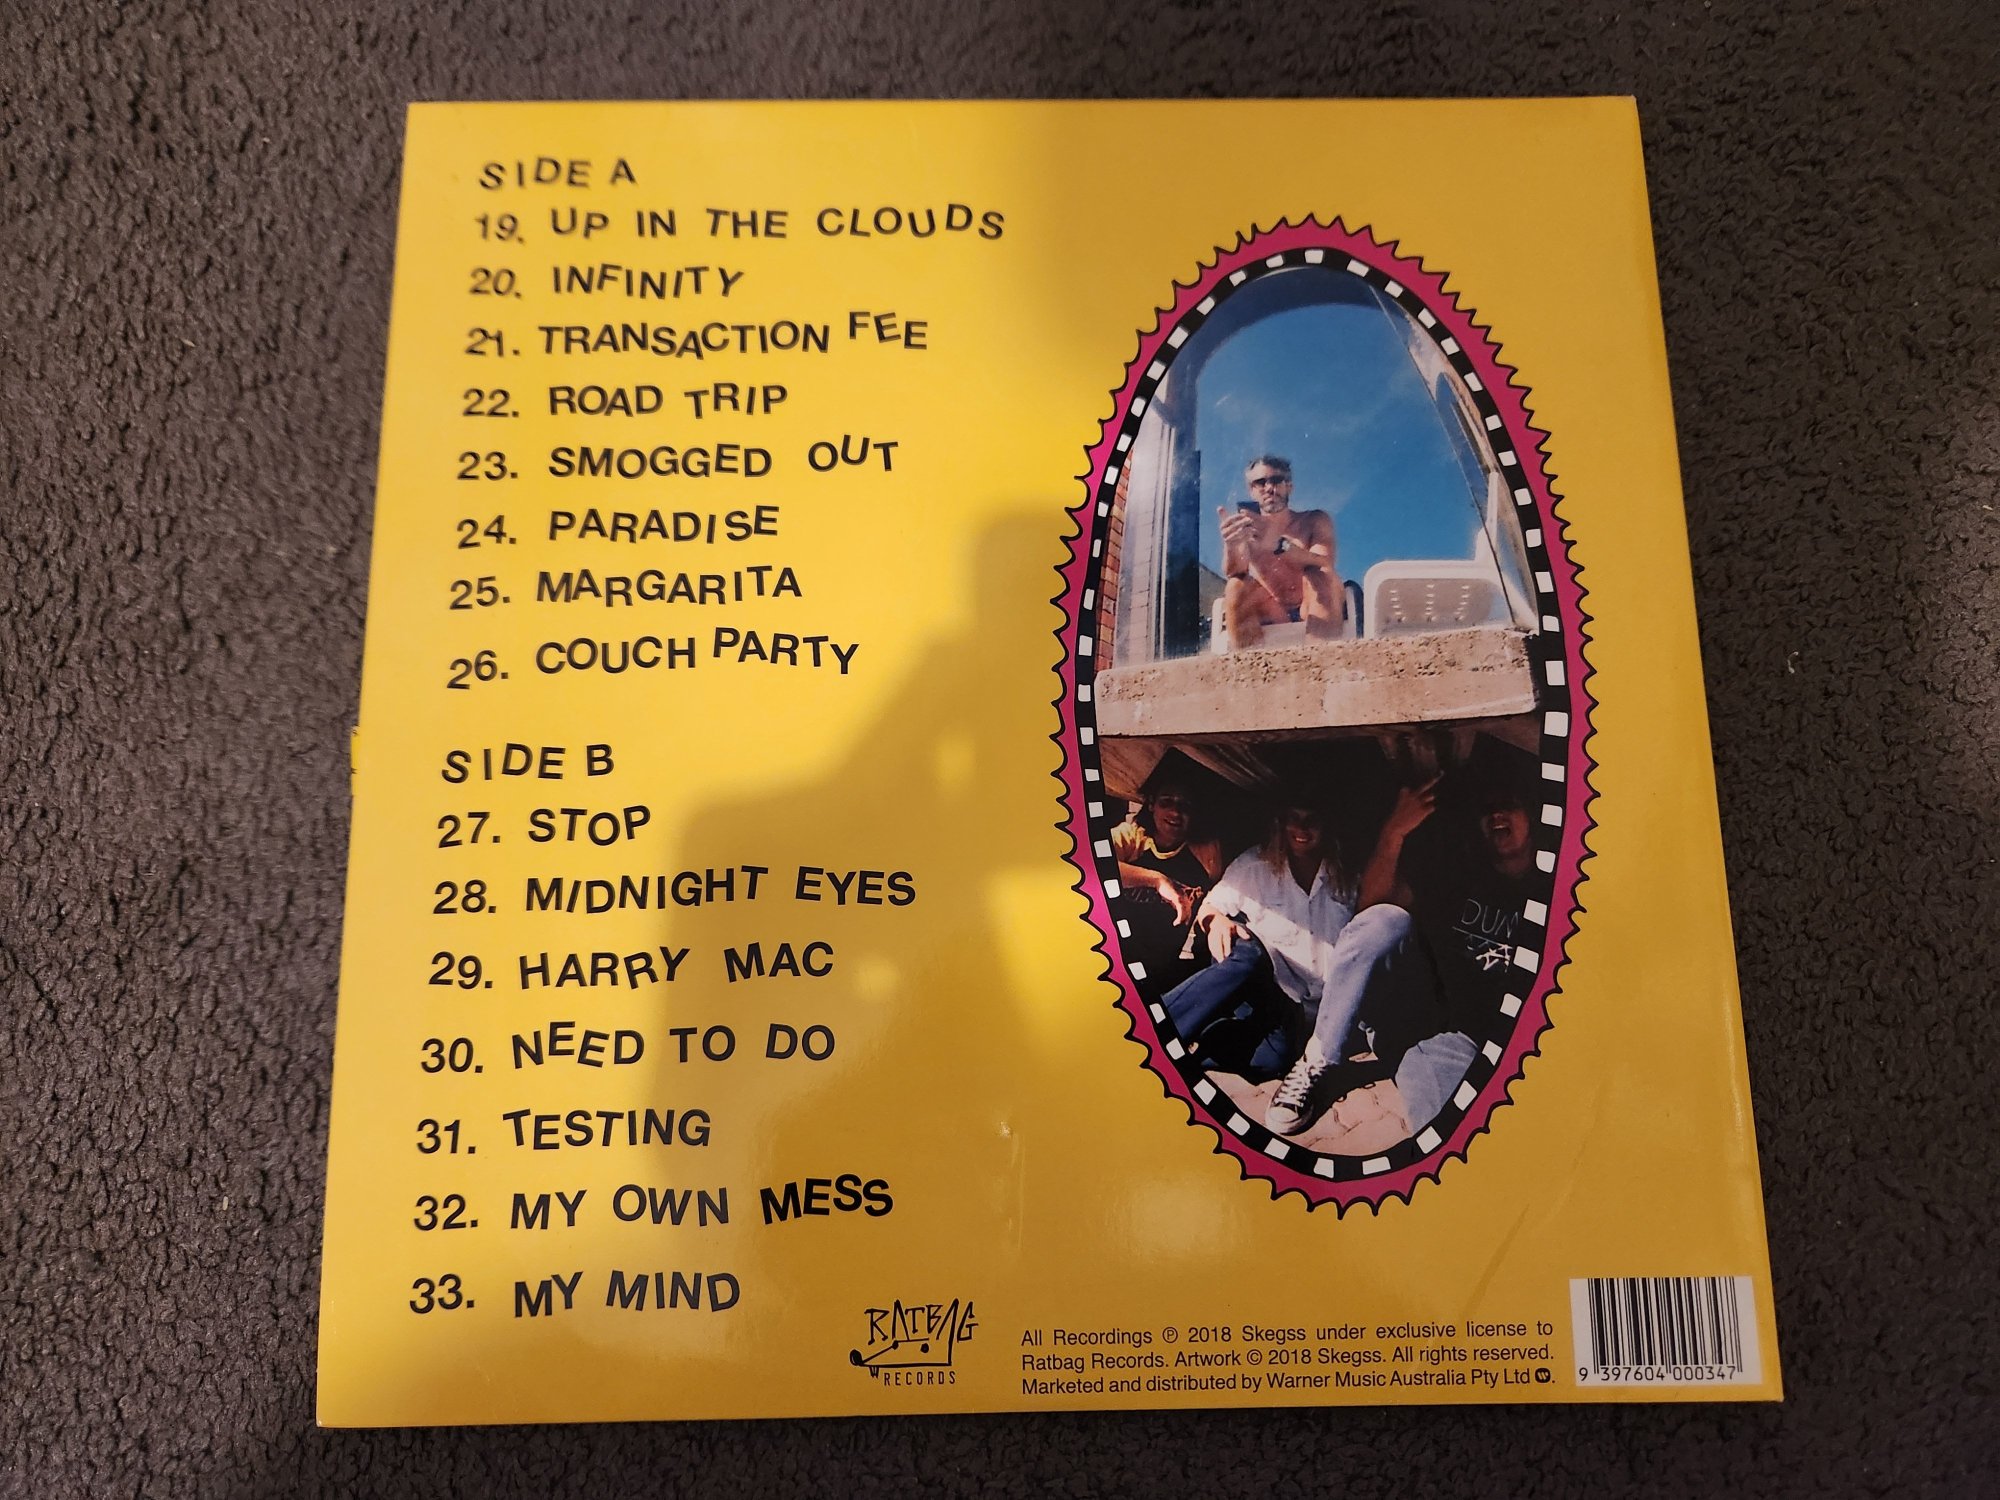 SIDE A
19. UP IN THE CLOUDS
20. INFINITY
21. TRANSACTION FEE
22. ROAD TRIP
23. SMOGGED OUT
24. PARADISE
25. MARGARITA
26. COUCH PARTY
SIDE B
27. STOP
28. MIDNIGHT EYES
29. HARRY MAC
30. NEED TO DO
31. TESTING
32. MY OWN MESS
33. MY MIND
DUM
RATBAG
RECORDS
All Recordings ℗ 2018 Skegss under exclusive license to
Ratbag Records. Artwork © 2018 Skegss. All rights reserved.
Marketed and distributed by Warner Music Australia Pty Ltd.
9 397604 000347